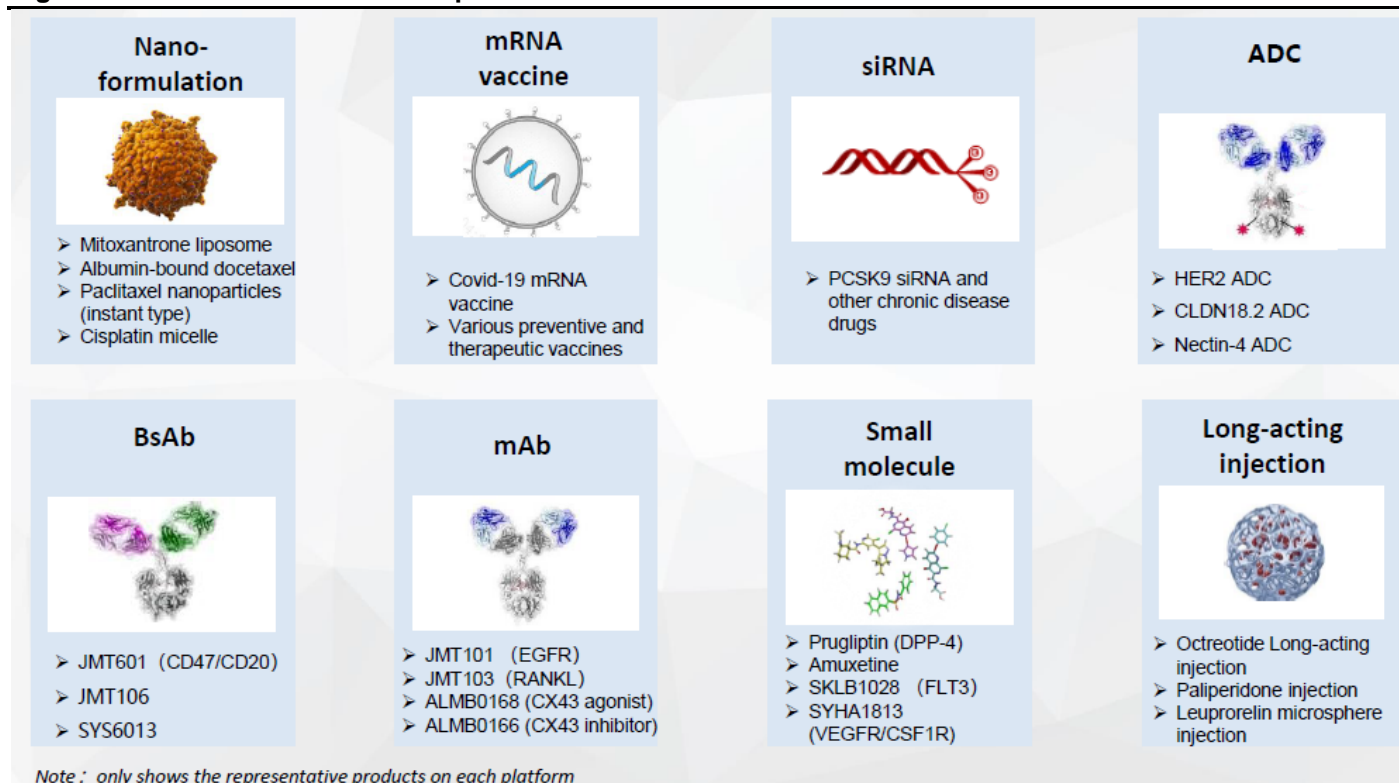 Nano-
formulation
➢ Mitoxantrone liposome
➢ Albumin-bound docetaxel
➢ Paclitaxel nanoparticles
(instant type)
➢ Cisplatin micelle
mRNA
vaccine
➢ Covid-19 mRNA
vaccine
➢ Various preventive and
therapeutic vaccines
siRNA
➢ PCSK9 siRNA and
other chronic disease
drugs
ADC
➢ HER2 ADC
➢ CLDN18.2 ADC
➢ Nectin-4 ADC
BsAb
➢ JMT601（CD47/CD20）
➢ JMT106
➢ SYS6013
mAb
➢ JMT101 （EGFR）
➢ JMT103 (RANKL)
➢ ALMB0168 (CX43 agonist)
➢ ALMB0166 (CX43 inhibitor)
Small
molecule
➢ Prugliptin (DPP-4)
➢ Amuxetine
➢ SKLB1028 （FLT3）
➢ SYHA1813
(VEGFR/CSF1R)
Long-acting
injection
➢ Octreotide Long-acting
injection
➢ Paliperidone injection
➢ Leuprorelin microsphere
injection
Note：only shows the representative products on each platform